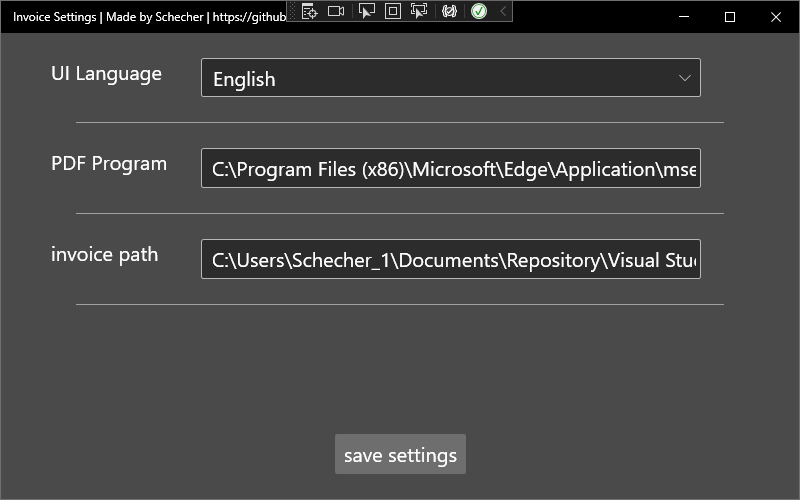 Invoice Settings | Made by Schecher | https://github
UI Language
English
PDF Program
C:\Program Files (x86)\Microsoft\Edge\Application\mse
invoice path
C:\Users\Schecher_1\Documents\Repository\Visual Stu
save settings